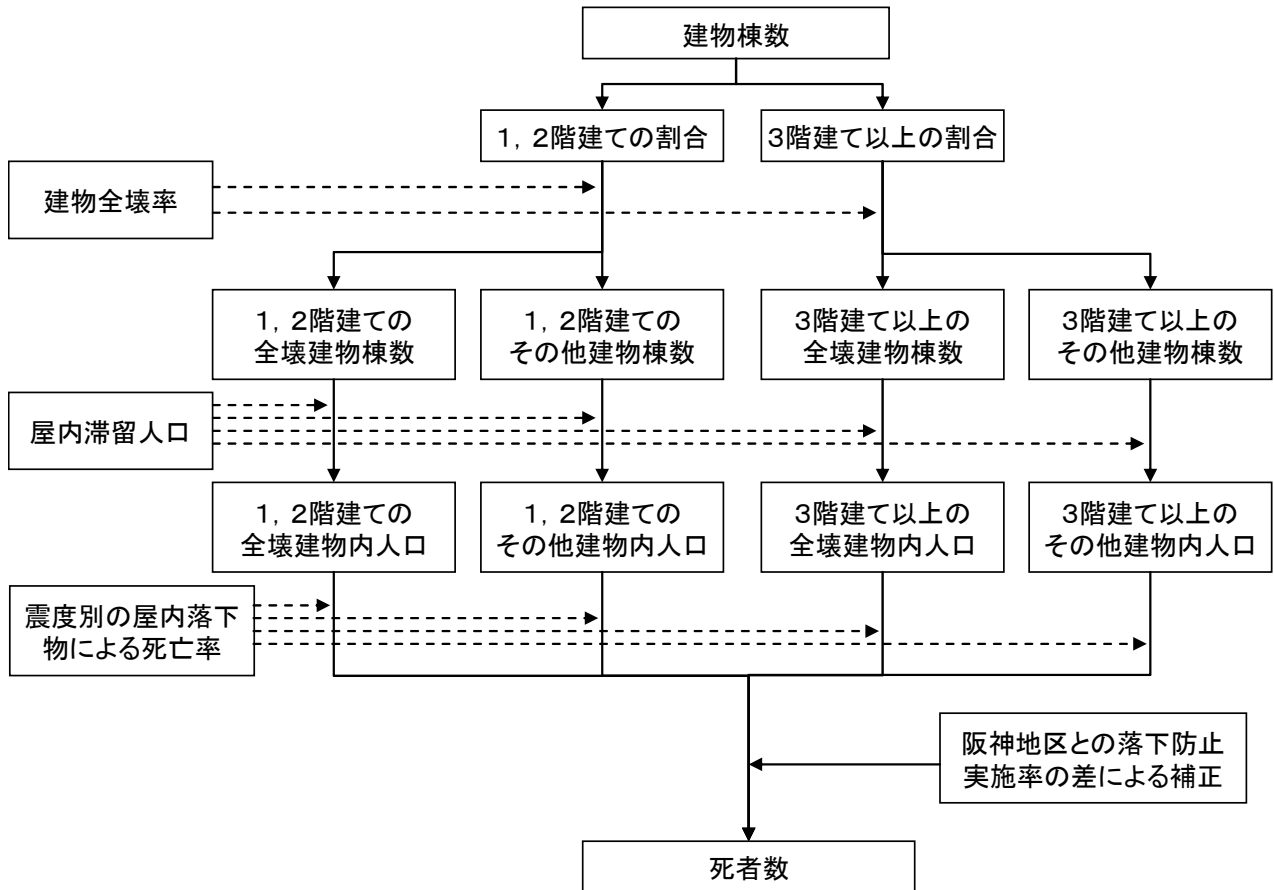 建物棟数
1，2階建ての割合
3階建て以上の割合
建物全壊率
1，2階建ての
全壊建物棟数
1，2階建ての
その他建物棟数
3階建て以上の
全壊建物棟数
3階建て以上の
その他建物棟数
屋内滞留人口
1，2階建ての
全壊建物内人口
1，2階建ての
その他建物内人口
3階建て以上の
全壊建物内人口
3階建て以上の
その他建物内人口
震度別の屋内落下
物による死亡率
阪神地区との落下防止
実施率の差による補正
死者数